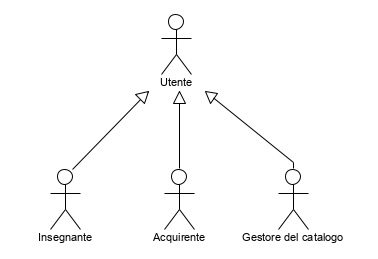 Utente
Insegnante
Acquirente
Gestore del catalogo